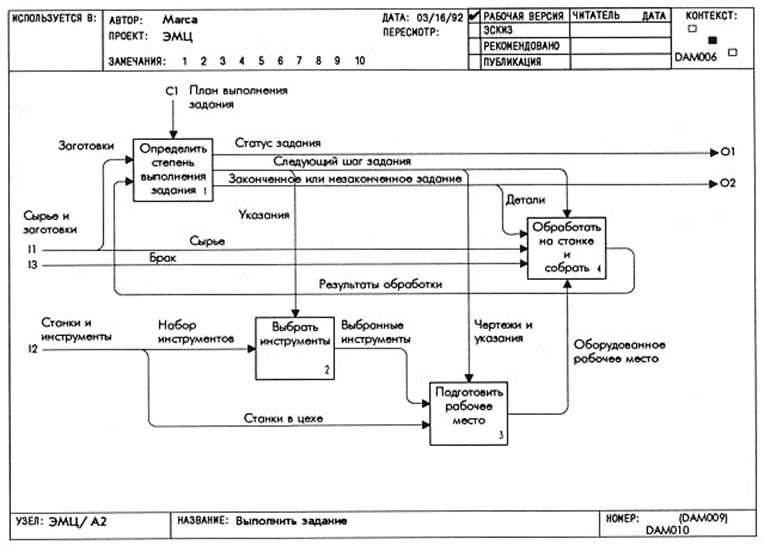 ИСПОЛЬЗУЕТСЯ В:
АВТОР: Marca
ПРОЕКТ: ЭМЦ
ЗАМЕЧАНИЯ: 1 2 3 4 5 6 7 8 9 10
ДАТА: 03/16/92
ПЕРЕСМОТР:
РАБОЧАЯ ВЕРСИЯ
ЭСКИЗ
РЕКОМЕНДОВАНО
ПУБЛИКАЦИЯ
ЧИТАТЕЛЬ ДАТА
КОНТЕКСТ:
DAM006
C1 План выполнения
задания
Заготовки
Определить
степень
выполнения
задания 1
Статус задания
O1
Следующий шаг задания
Законченное или незаконченное задание
O2
Указания
Детали
Сырье и
заготовки
I1
Сырье
I3
Брак
Обработать
на станке
и
собрать 4
Результаты обработки
Станки и
инструменты
I2
Набор
инструментов
Выбрать
инструменты
2
Выбранные
инструменты
Чертежи и
указания
Оборудованное
рабочее место
Станки в цехе
Подготовить
рабочее
место
3
УЗЕЛ: ЭМЦ/ А2
НАЗВАНИЕ: Выполнить задание
НОМЕР: (DAM009)
DAM010